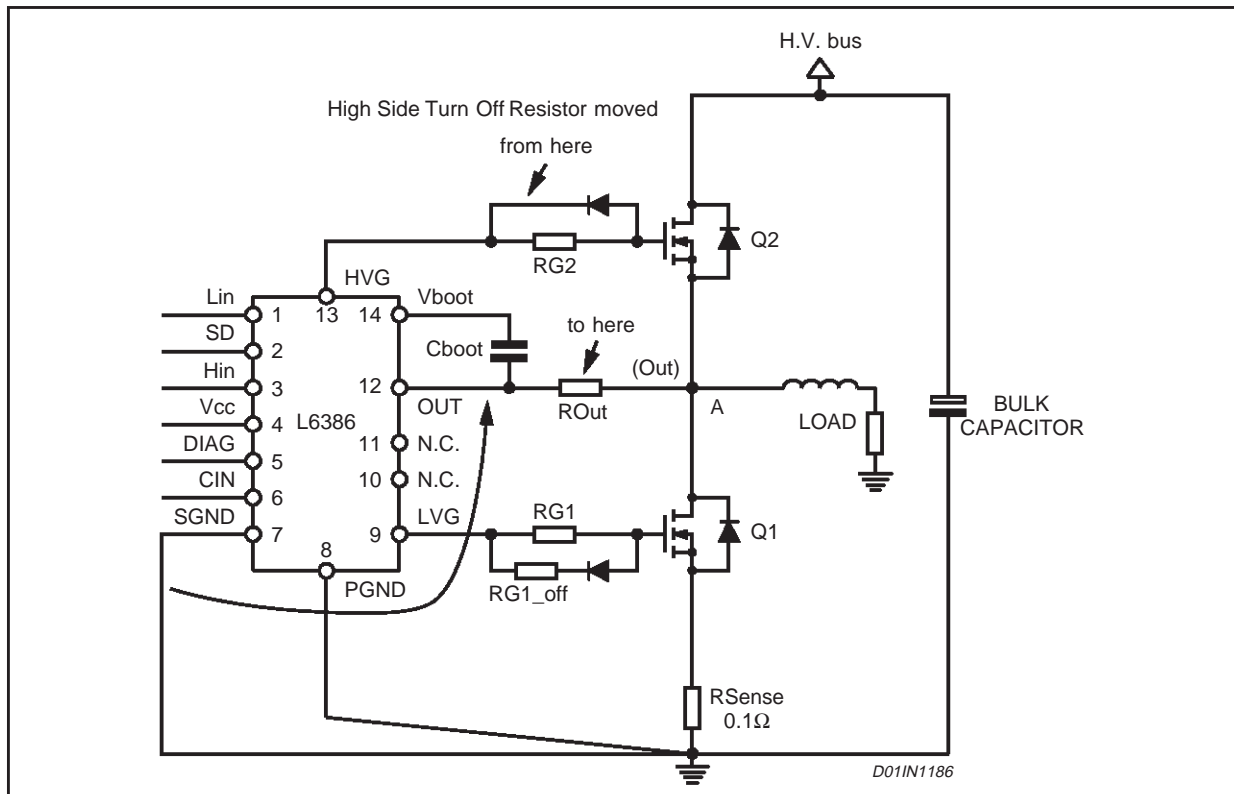 H.V. bus
High Side Turn Off Resistor moved
from here
Q2
RG2
HVG
Lin
Vboot
1
13
14
SD
to here
2
Cboot
(Out)
Hin
3
12
OUT
ROut
A
Vcc
4
L6386
LOAD
BULK
CAPACITOR
11
N.C.
DIAG
5
10
N.C.
CIN
6
SGND
LVG
RG1
7
9
Q1
8
PGND
RG1_off
RSense
0.1Ω
D01IN1186